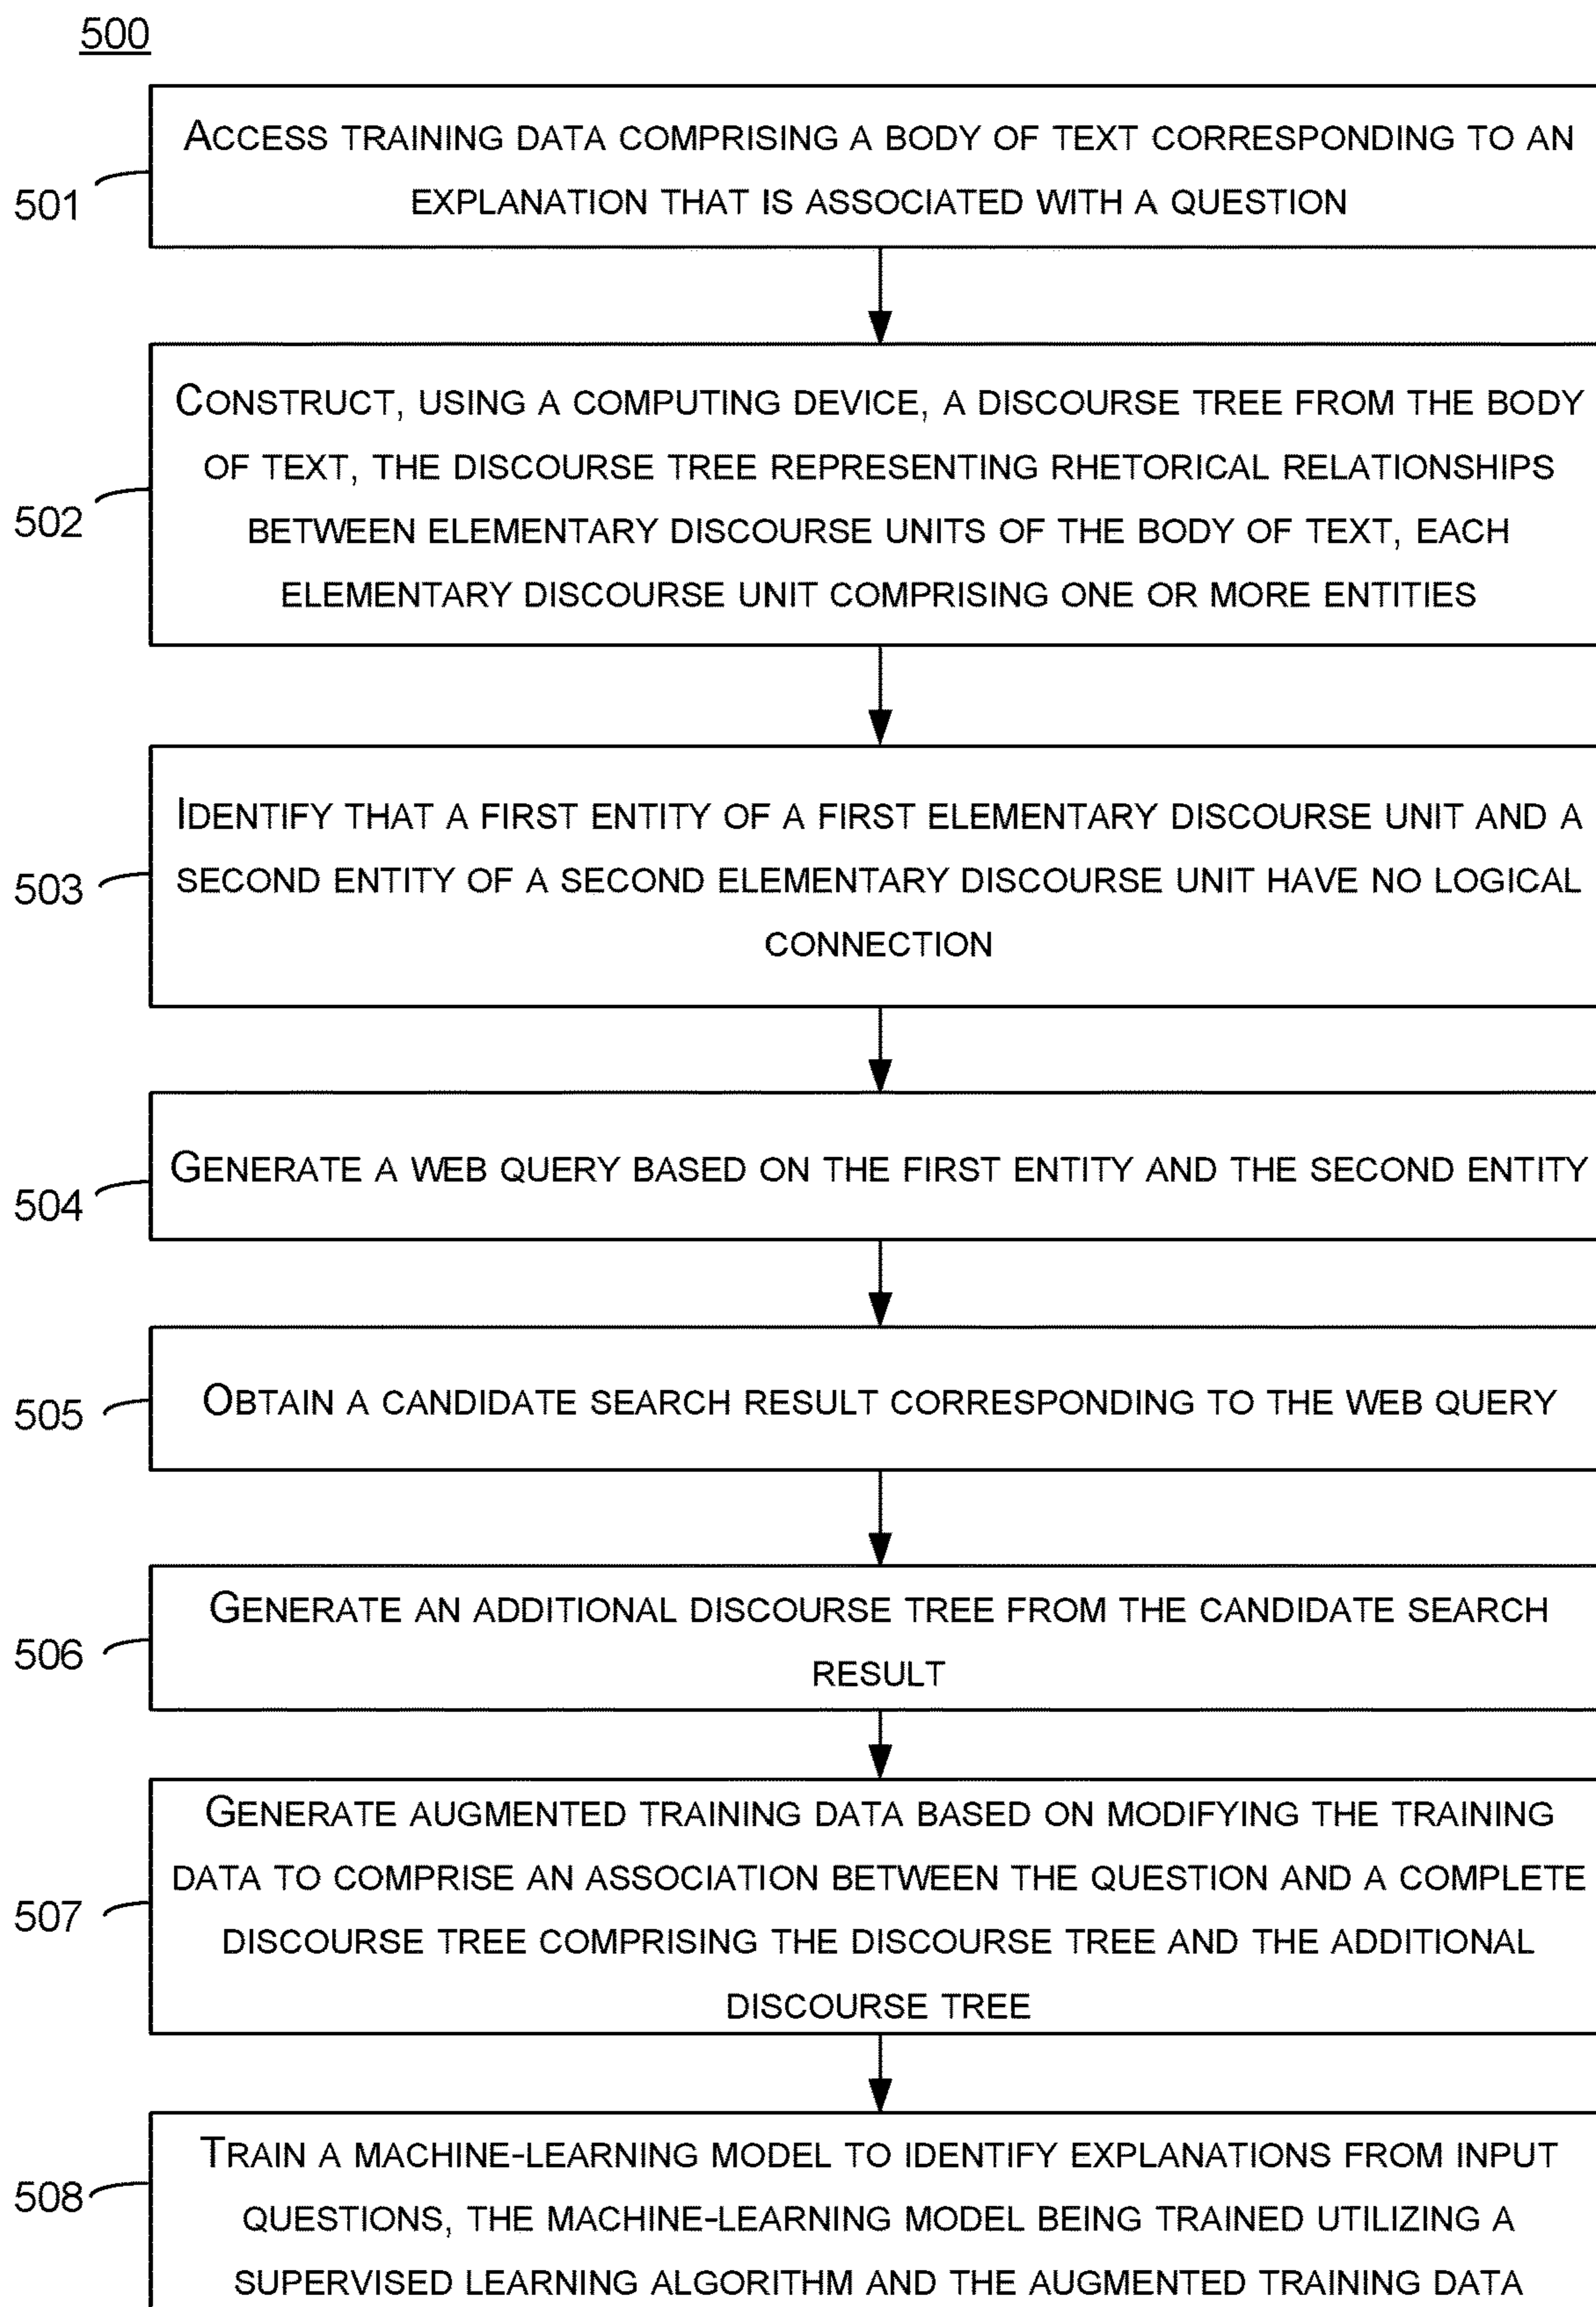 500
ACCESS TRAINING DATA COMPRISING A BODY OF TEXT CORRESPONDING TO AN
EXPLANATION THAT IS ASSOCIATED WITH A QUESTION
501
CONSTRUCT, USING A COMPUTING DEVICE, A DISCOURSE TREE FROM THE BODY
OF TEXT, THE DISCOURSE TREE REPRESENTING RHETORICAL RELATIONSHIPS
BETWEEN ELEMENTARY DISCOURSE UNITS OF THE BODY OF TEXT, EACH
ELEMENTARY DISCOURSE UNIT COMPRISING ONE OR MORE ENTITIES
502
IDENTIFY THAT A FIRST ENTITY OF A FIRST ELEMENTARY DISCOURSE UNIT AND A
SECOND ENTITY OF A SECOND ELEMENTARY DISCOURSE UNIT HAVE NO LOGICAL
CONNECTION
503
GENERATE A WEB QUERY BASED ON THE FIRST ENTITY AND THE SECOND ENTITY
504
OBTAIN A CANDIDATE SEARCH RESULT CORRESPONDING TO THE WEB QUERY
505
GENERATE AN ADDITIONAL DISCOURSE TREE FROM THE CANDIDATE SEARCH
RESULT
506
GENERATE AUGMENTED TRAINING DATA BASED ON MODIFYING THE TRAINING
DATA TO COMPRISE AN ASSOCIATION BETWEEN THE QUESTION AND A COMPLETE
DISCOURSE TREE COMPRISING THE DISCOURSE TREE AND THE ADDITIONAL
DISCOURSE TREE
507
TRAIN A MACHINE-LEARNING MODEL TO IDENTIFY EXPLANATIONS FROM INPUT
QUESTIONS, THE MACHINE-LEARNING MODEL BEING TRAINED UTILIZING A
SUPERVISED LEARNING ALGORITHM AND THE AUGMENTED TRAINING DATA
508